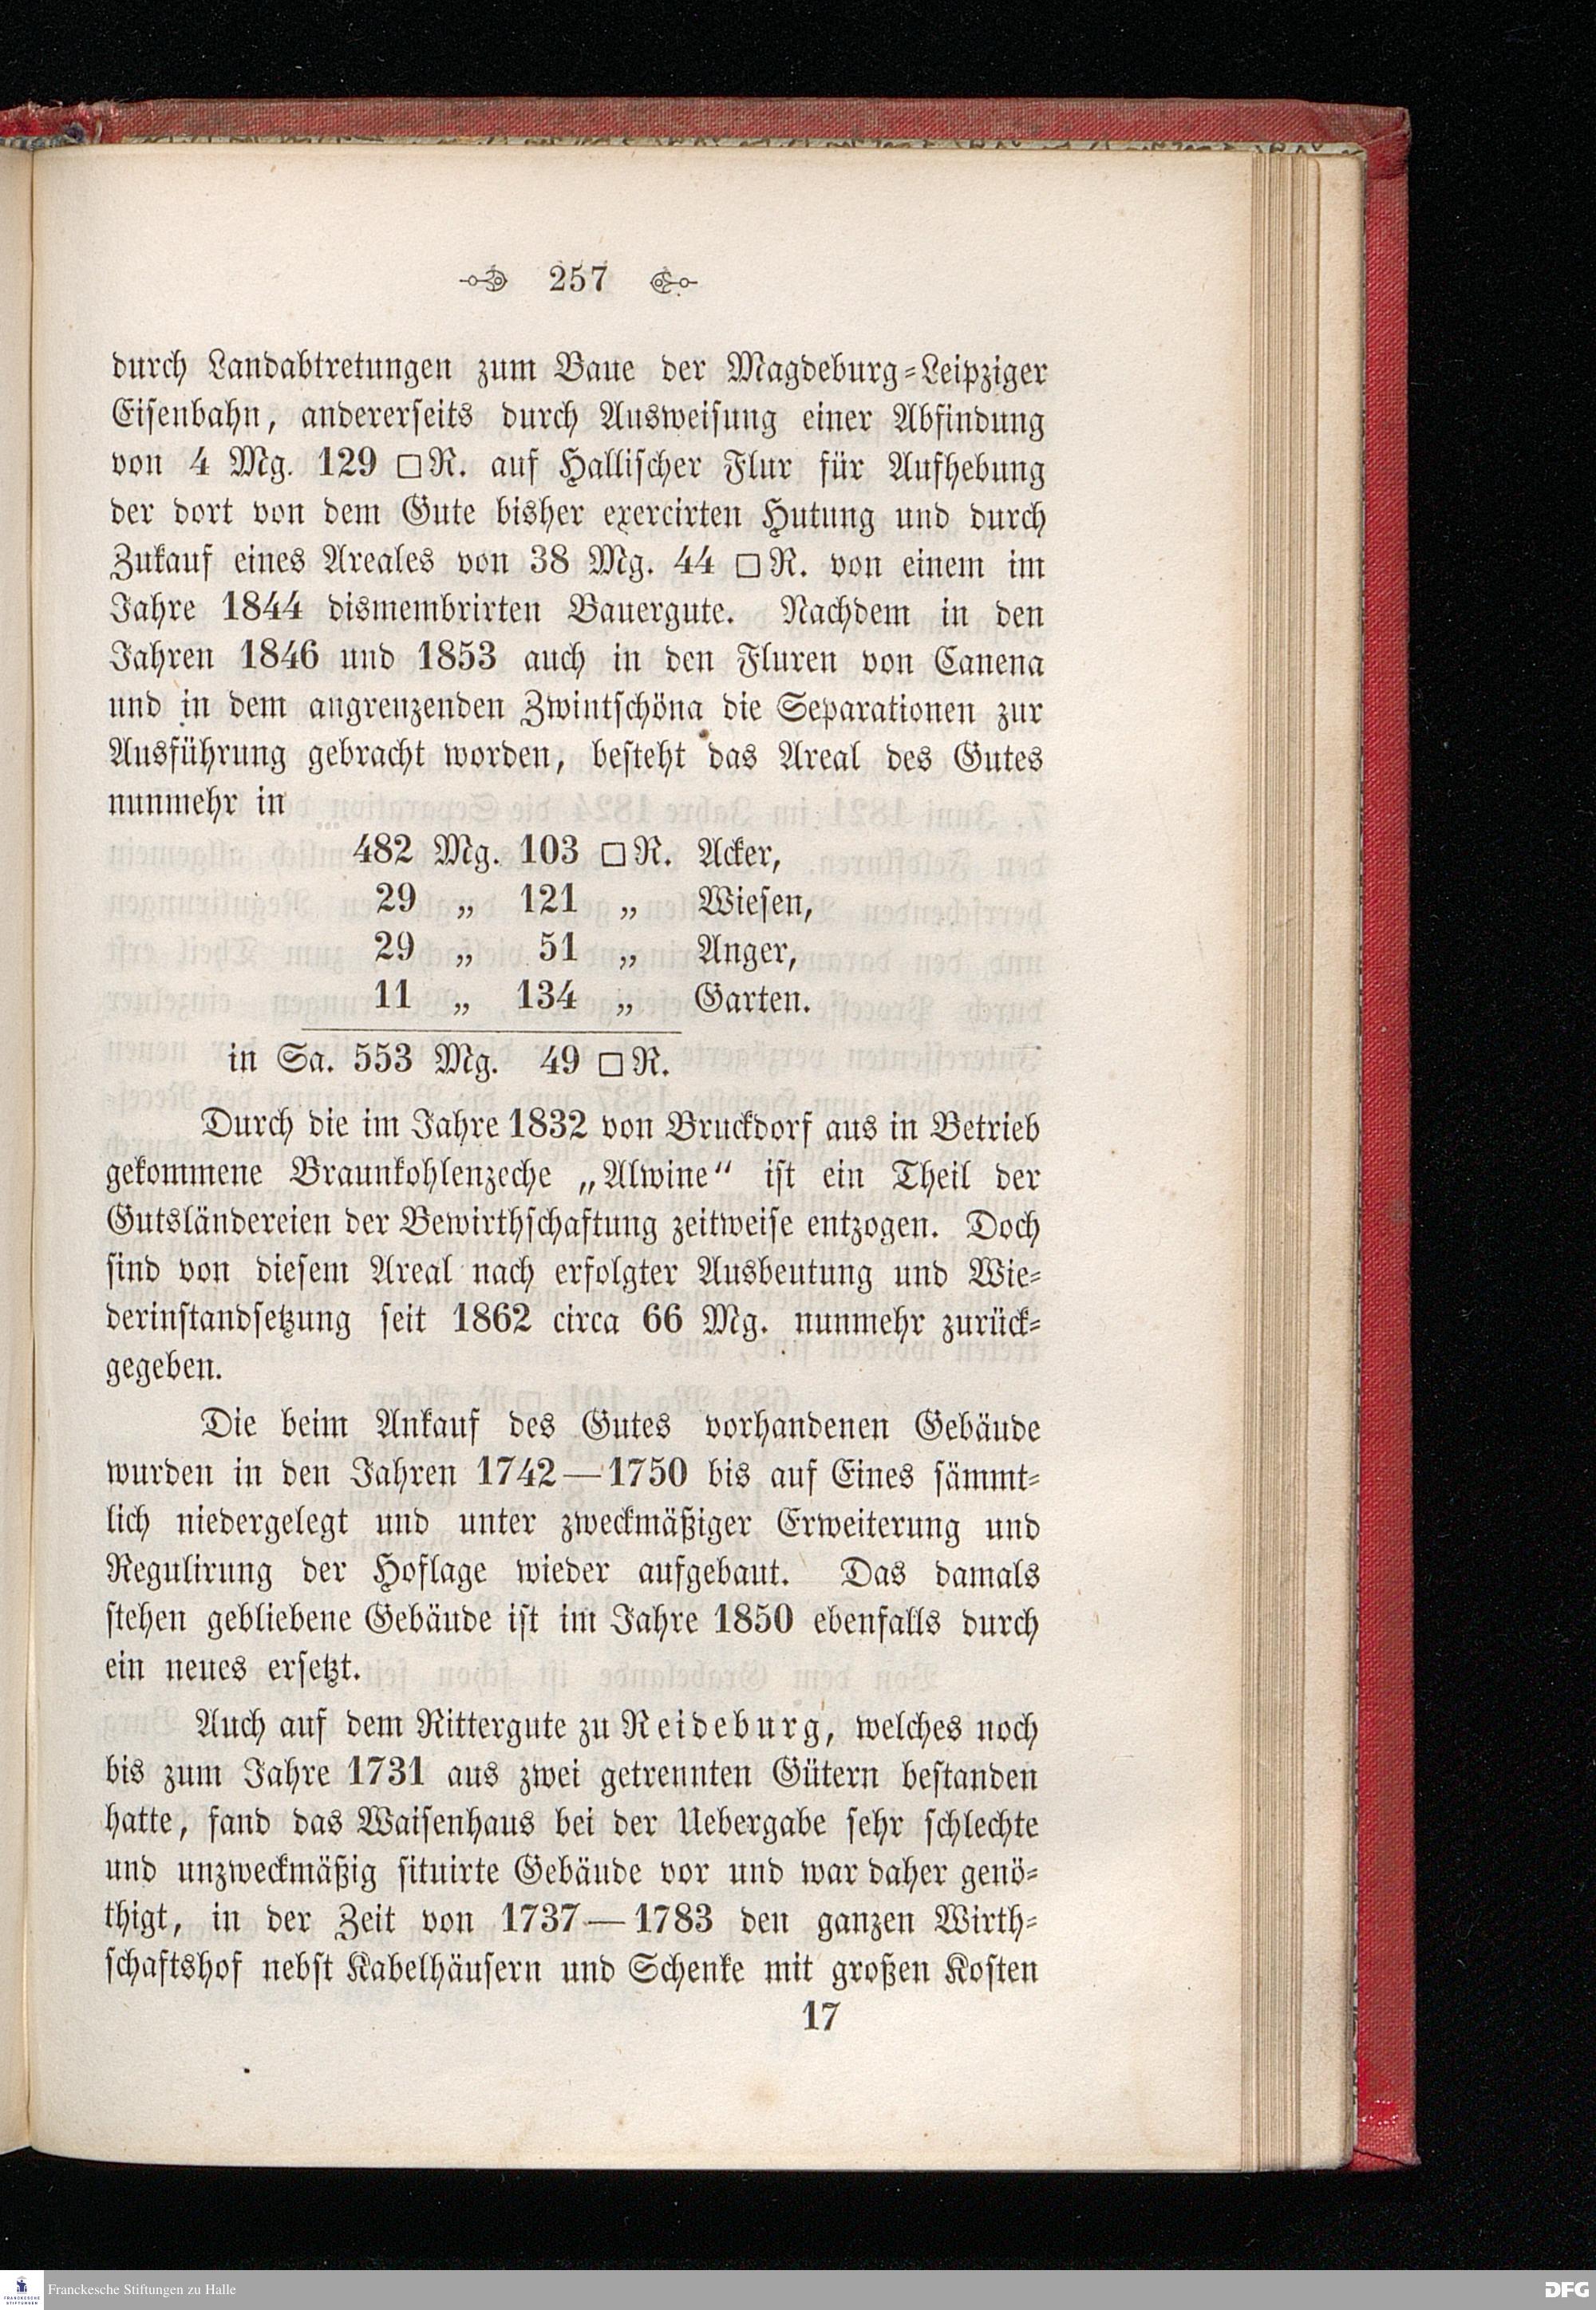 257
durch Landabtretungen zum Baue der Magdeburg-Leipziger
Eisenbahn, andererseits durch Ausweisung einer Abfindung
von 4 Mg. 129 □R. auf Hallischer Flur für Aufhebung
der dort von dem Gute bisher exercirten Hutung und durch
Zukauf eines Areales von 38 Mg. 44 □R. von einem im
Jahre 1844 dismembrirten Bauergute. Nachdem in den
Jahren 1846 und 1853 auch in den Fluren von Canena
und in dem angrenzenden Zwintschöna die Separationen zur
Ausführung gebracht worden, besteht das Areal des Gutes
nunmehr in
482 Mg. 103 □R. Acker,
29 „ 121 „ Wiesen,
29 „ 51 „ Anger,
11 „ 134 „ Garten.
in Sa. 553 Mg. 49 □R.
Durch die im Jahre 1832 von Bruckdorf aus in Betrieb
gekommene Braunkohlenzeche „Alwine“ ist ein Theil der
Gutsländereien der Bewirthschaftung zeitweise entzogen. Doch
sind von diesem Areal nach erfolgter Ausbeutung und Wie-
derinstandsetzung seit 1862 circa 66 Mg. nunmehr zurück-
gegeben.
Die beim Ankauf des Gutes vorhandenen Gebäude
wurden in den Jahren 1742—1750 bis auf Eines sämmt-
lich niedergelegt und unter zweckmäßiger Erweiterung und
Regulirung der Hoflage wieder aufgebaut. Das damals
stehen gebliebene Gebäude ist im Jahre 1850 ebenfalls durch
ein neues ersetzt.
Auch auf dem Rittergute zu Reideburg, welches noch
bis zum Jahre 1731 aus zwei getrennten Gütern bestanden
hatte, fand das Waisenhaus bei der Uebergabe sehr schlechte
und unzweckmäßig situirte Gebäude vor und war daher genö-
thigt, in der Zeit von 1737—1783 den ganzen Wirth-
schaftshof nebst Kabelhäusern und Schenke mit großen Kosten
17
FRANCKESCHE
STIFTUNGEN
Franckesche Stiftungen zu Halle
DFG